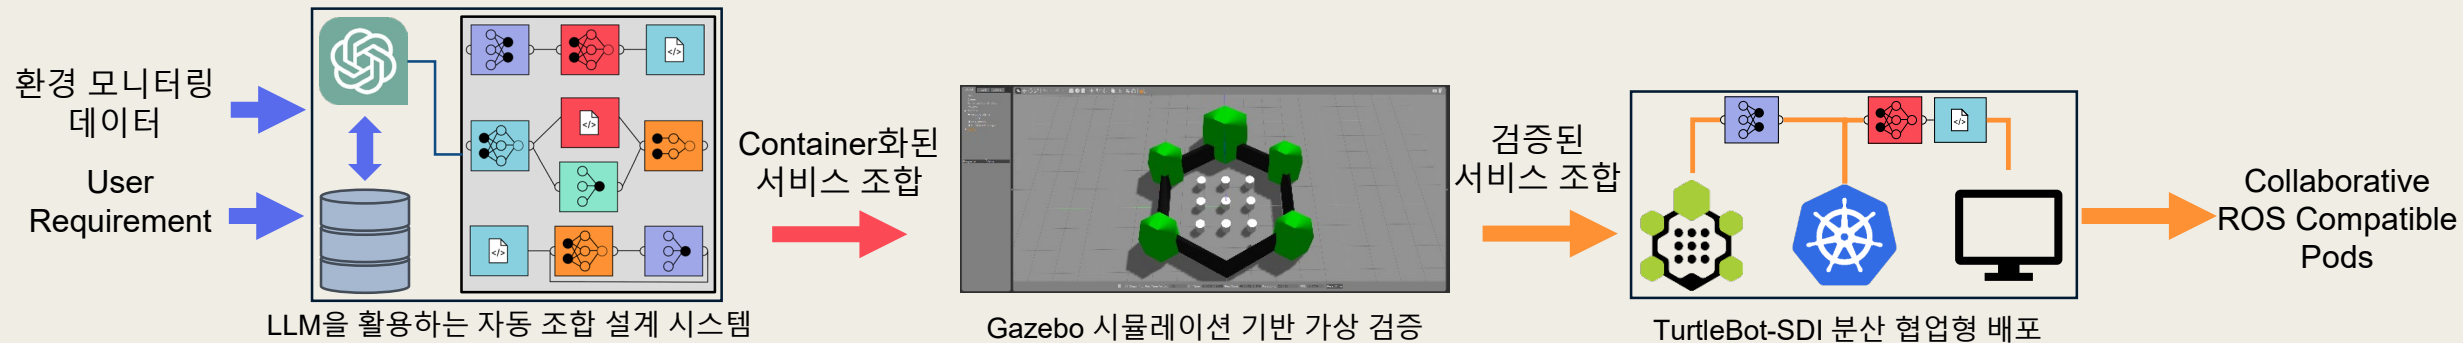 환경 모니터링
데이터
User
Requirement
</>
</>
</>
LLM을 활용하는 자동 조합 설계 시스템
Container화된
서비스 조합
Gazebo 시뮬레이션 기반 가상 검증
검증된
서비스 조합
</>
TurtleBot-SDI 분산 협업형 배포
Collaborative
ROS Compatible
Pods